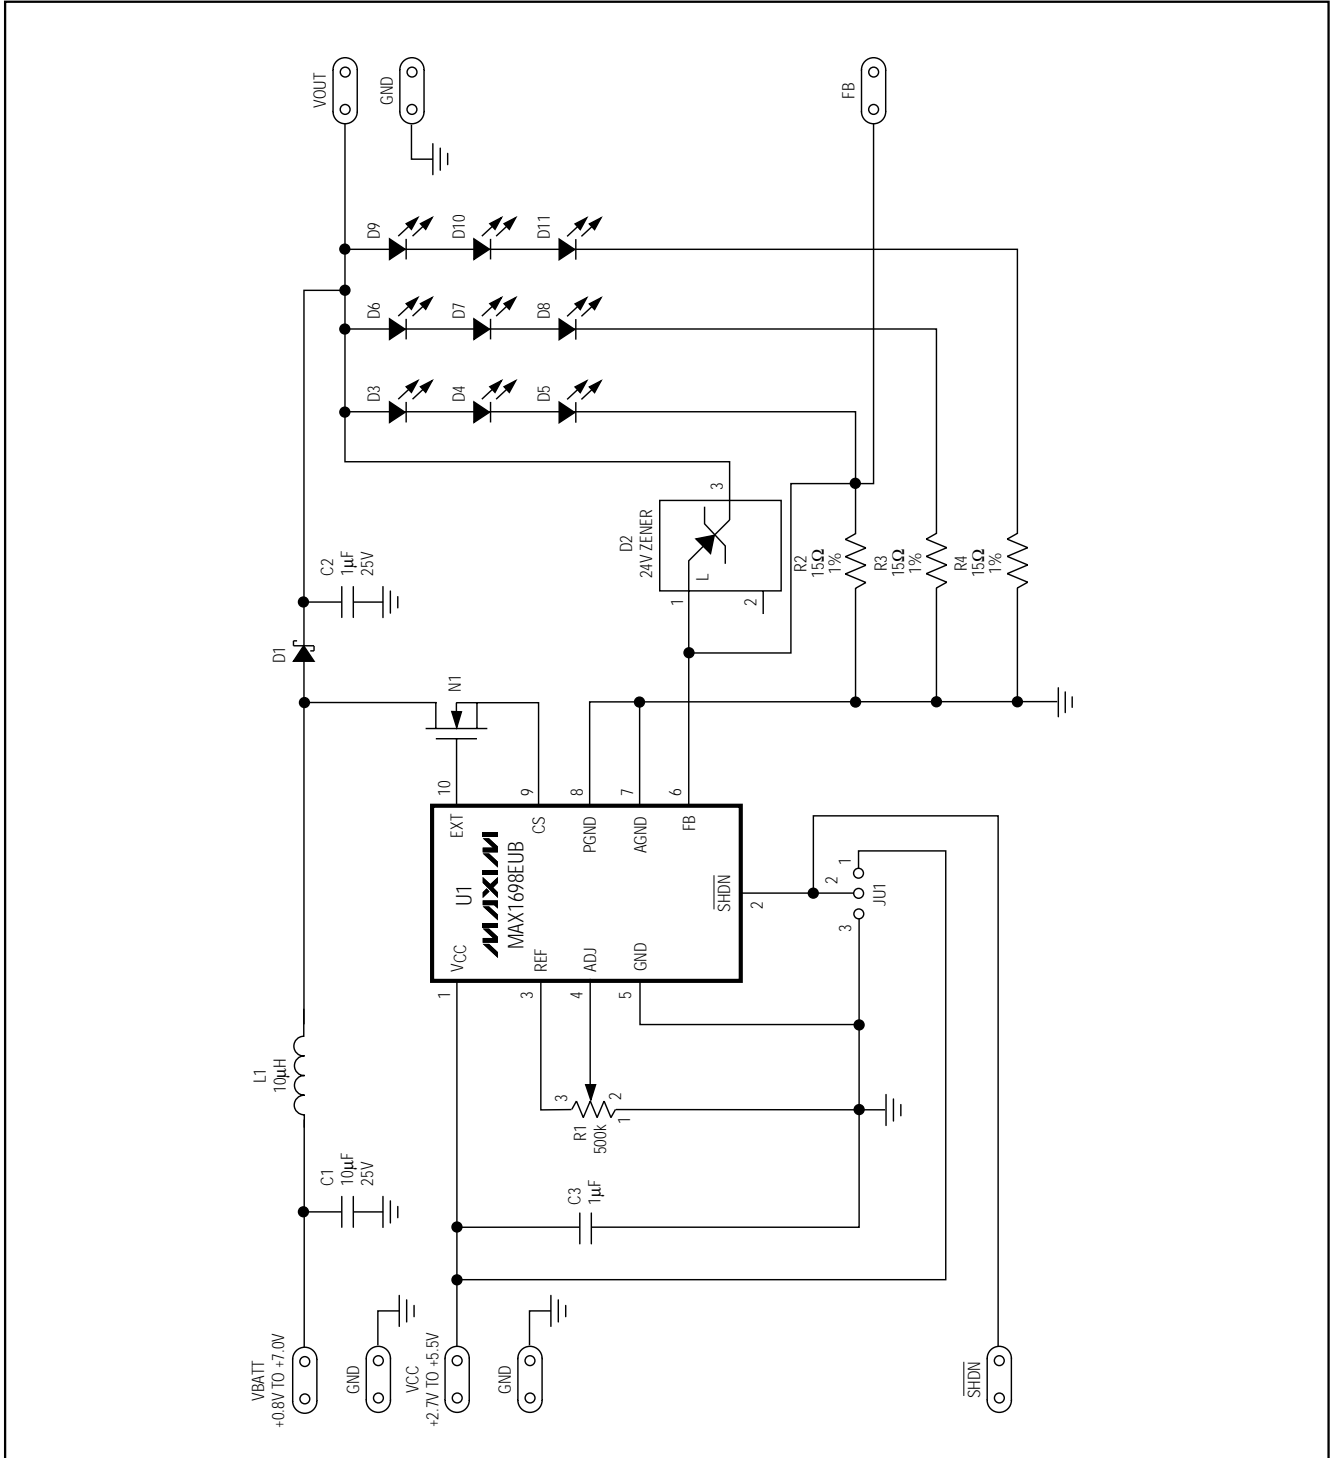 VBATT
+0.8V TO +7.0V
GND
VCC
+2.7V TO +5.5V
GND
SHDN
C1
10μF
25V
L1
10μH
C3
1μF
R1
500k
3
2
1
U1
MAXIM
MAX1698EUB
VCC
REF
ADJ
GND
SHDN
EXT
CS
PGND
AGND
FB
1
3
4
5
2
10
9
8
7
6
JU1
1
2
3
N1
D1
C2
1μF
25V
D2
24V ZENER
L
1
2
3
R2
15Ω
1%
R3
15Ω
1%
R4
15Ω
1%
D3
D4
D5
D6
D7
D8
D9
D10
D11
VOUT
GND
FB